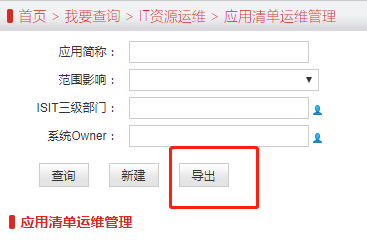 首页 > 我要查询 > IT资源运维 > 应用清单运维管理
应用简称：
范围影响：
ISIT三级部门：
系统Owner：
查询 新建 导出
应用清单运维管理